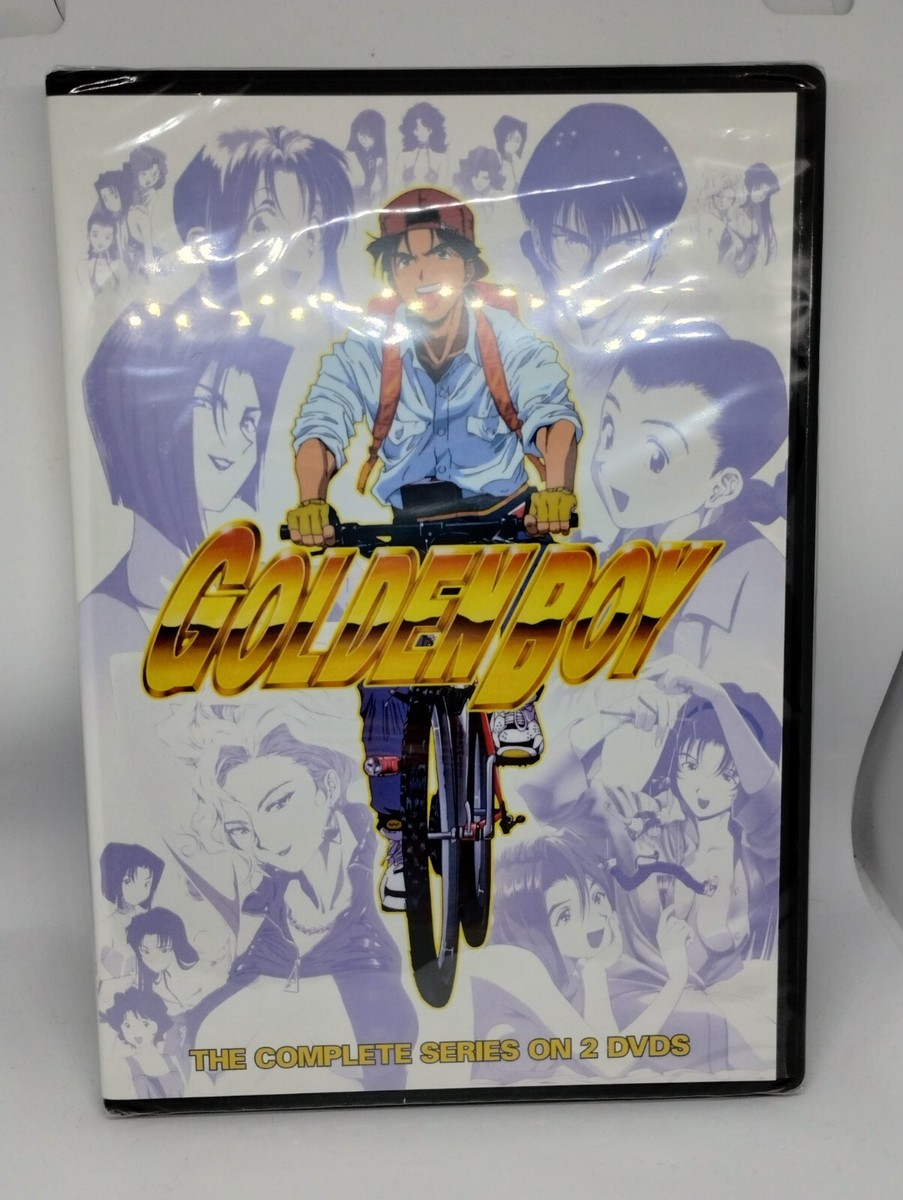 GOLDEN BOY
THE COMPLETE SERIES ON 2 DVDS